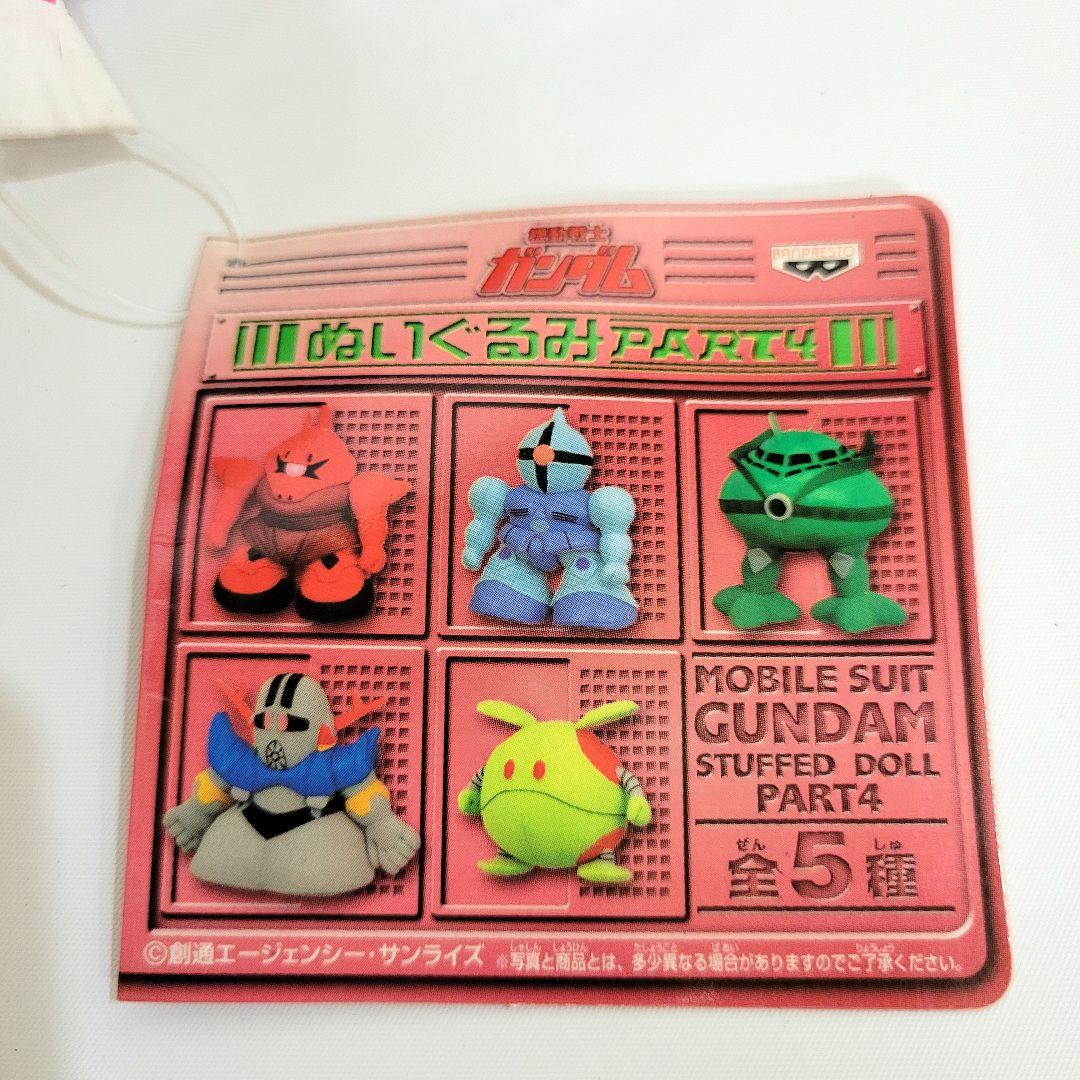 機動戦士
ガンダム
BANPRESTO
ぬいぐるみPART4
MOBILE SUIT
GUNDAM
STUFFED DOLL
PART4
ぜん しゅ
全5種
©創通エージェンシー・サンライズ
しゃしん しょうひん たしょうこと ばあい りょうしょう
※写真と商品とは、多少異なる場合がありますのでご了承ください。